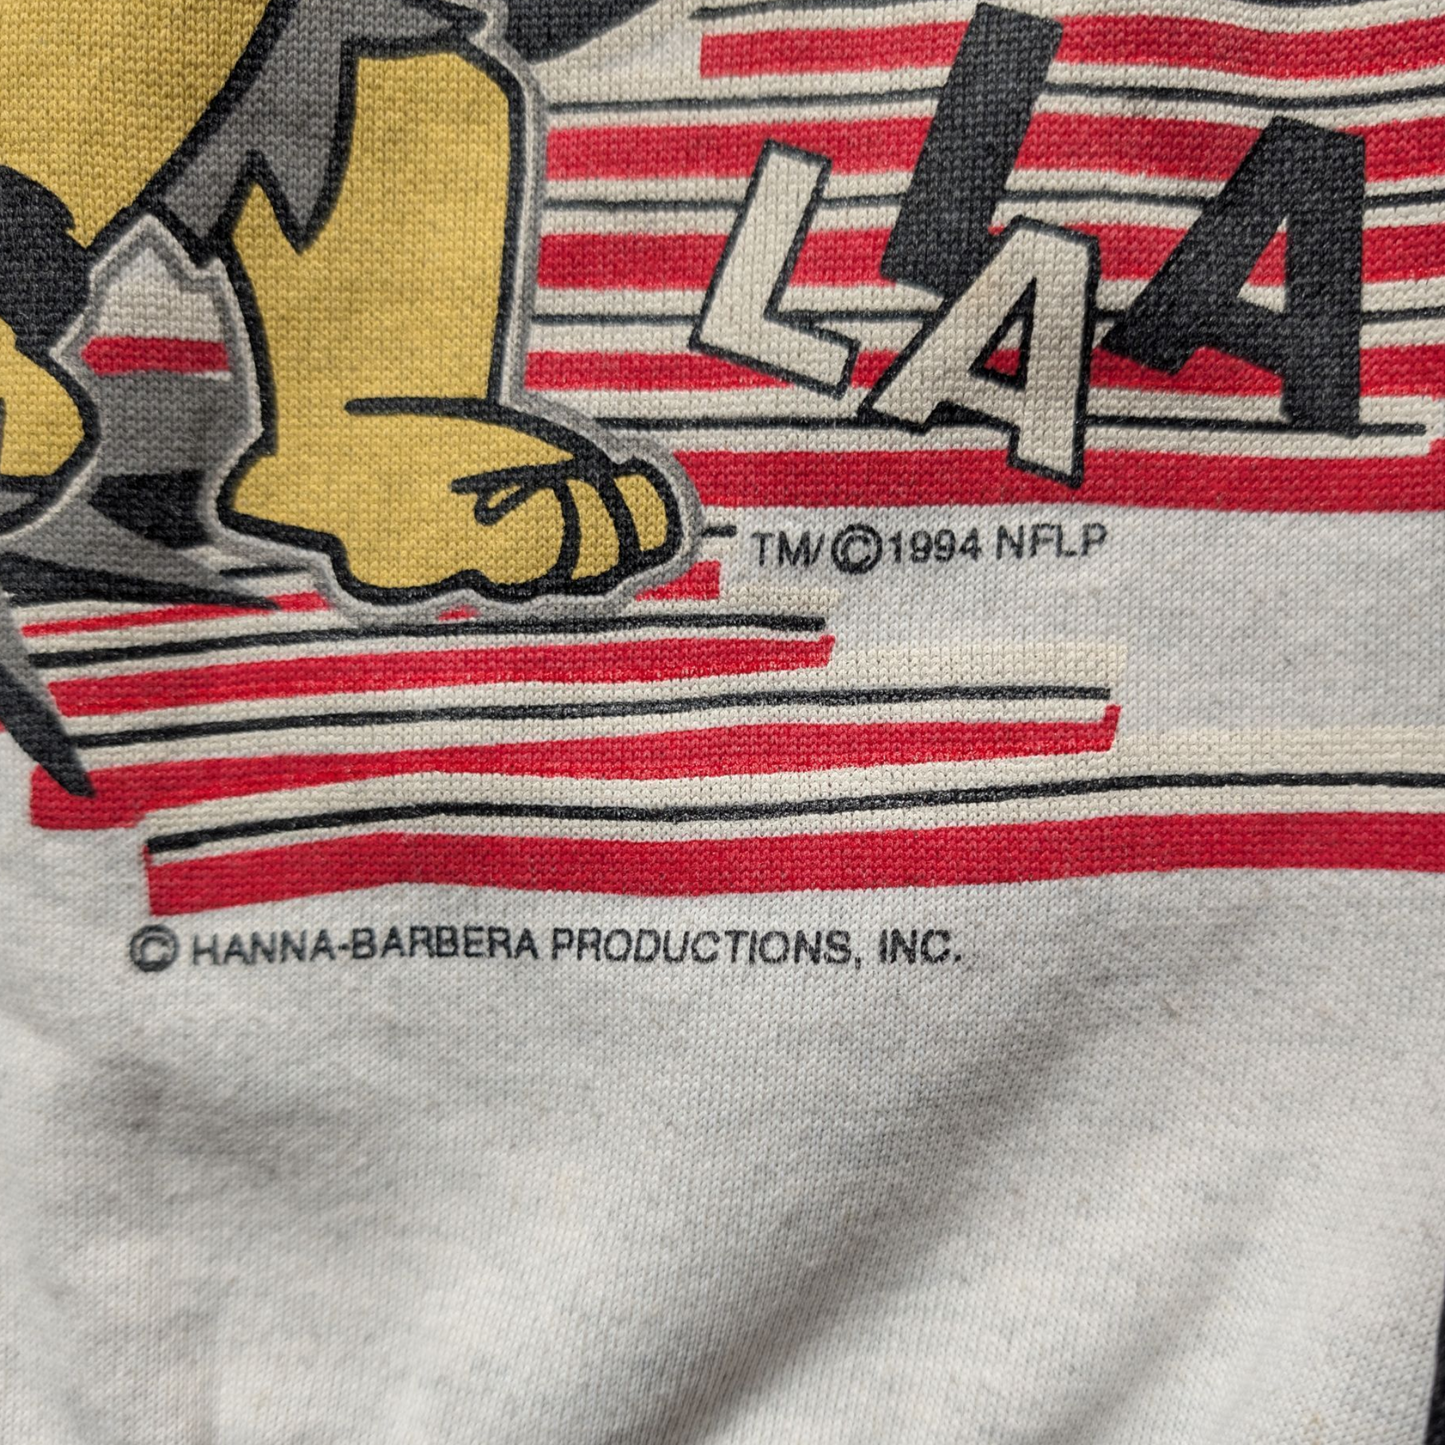 LA
TM/©1994 NFLP
© HANNA-BARBERA PRODUCTIONS, INC.